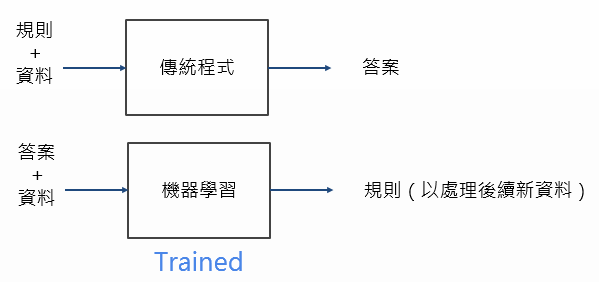 規則
+
資料
傳統程式
答案
答案
+
資料
機器學習
規則 ( 以處理後續新資料 )
Trained